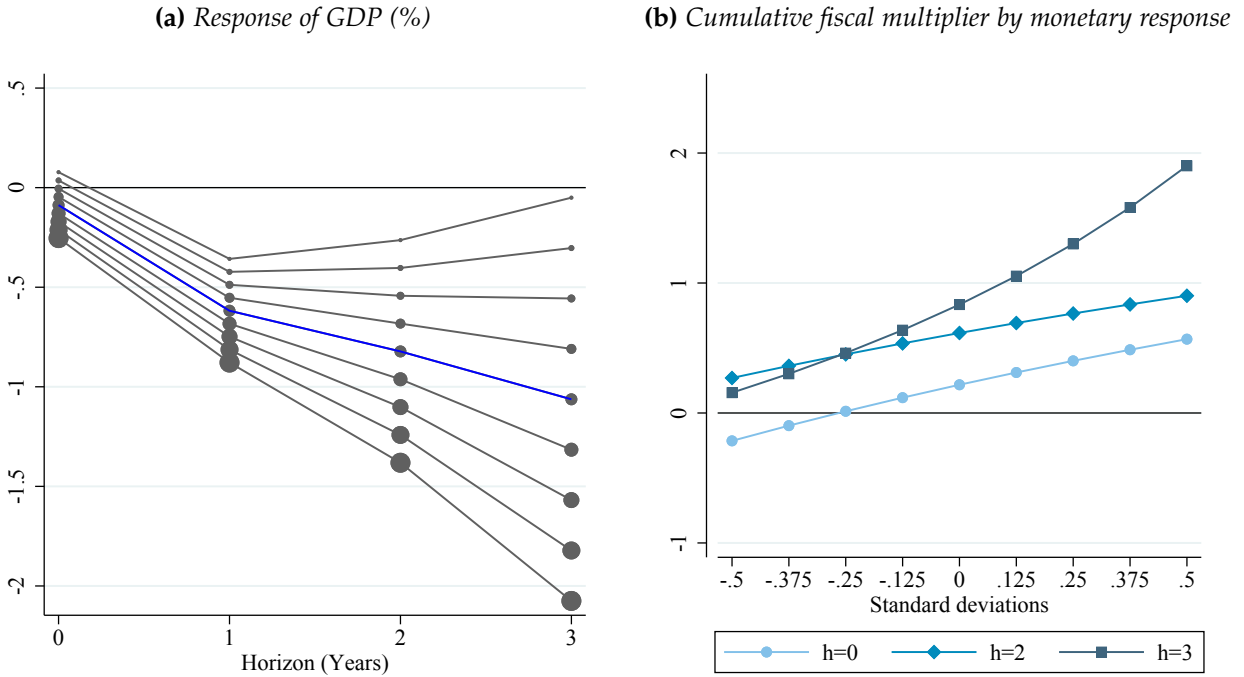 (a) Response of GDP (%)
.5
0
-.5
-1
-1.5
-2
0 1 2 3
Horizon (Years)
(b) Cumulative fiscal multiplier by monetary response
2
1
0
-1
-.5 -.375 -.25 -.125 0 .125 .25 .375 .5
Standard deviations
h=0 h=2 h=3